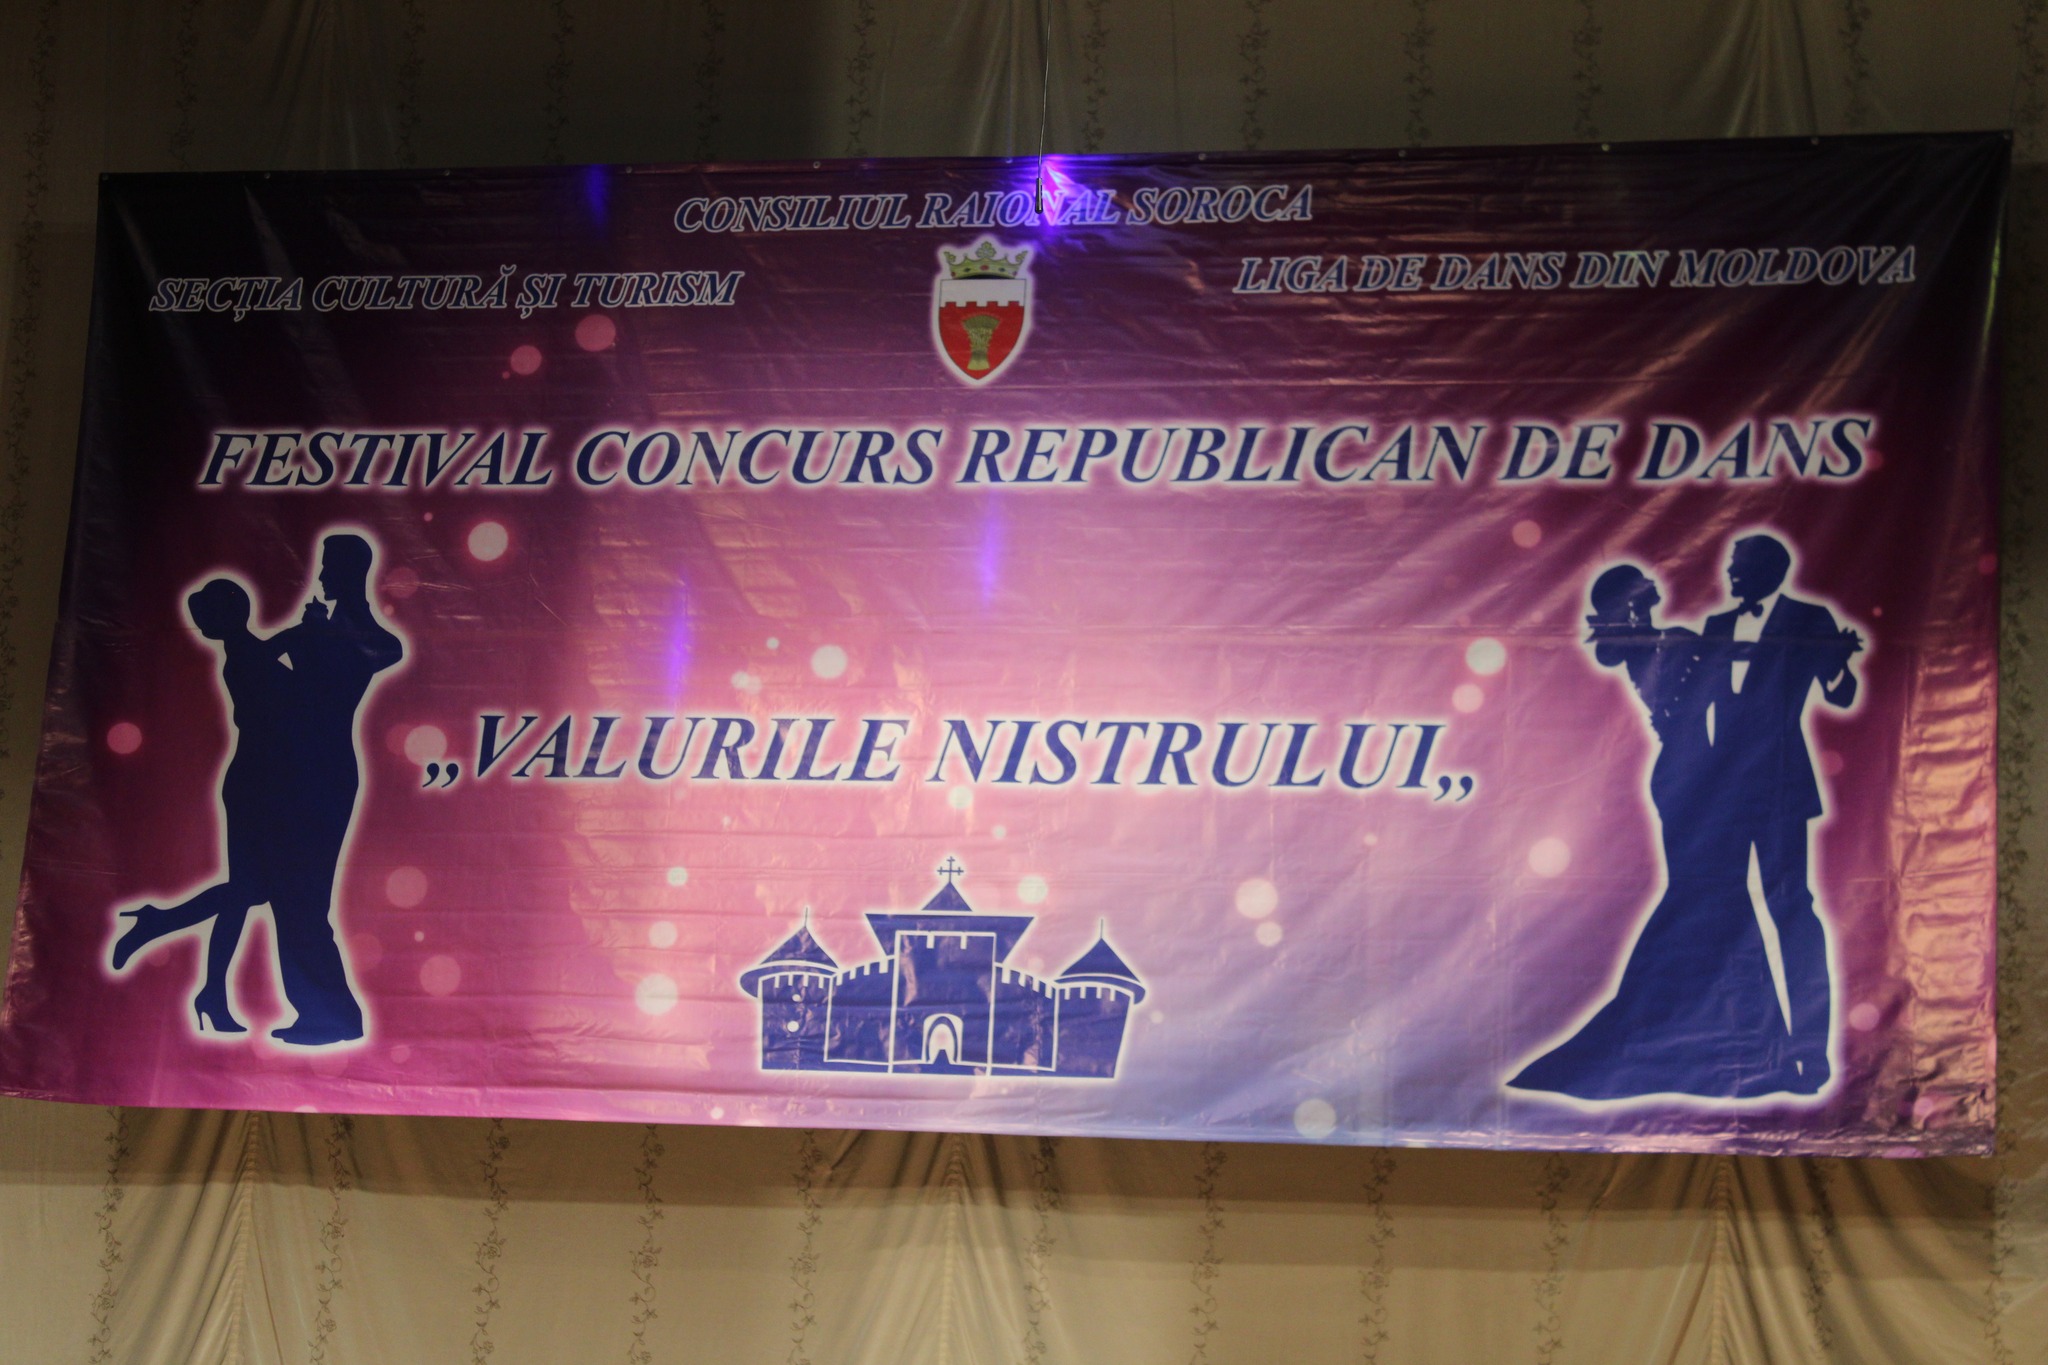 CONSILIUL RAIONAL SOROCA
SECȚIA CULTURĂ ȘI TURISM
LIGA DE DANS DIN MOLDOVA
FESTIVAL CONCURS REPUBLICAN DE DANS
,,VALURILE NISTRULUI,,